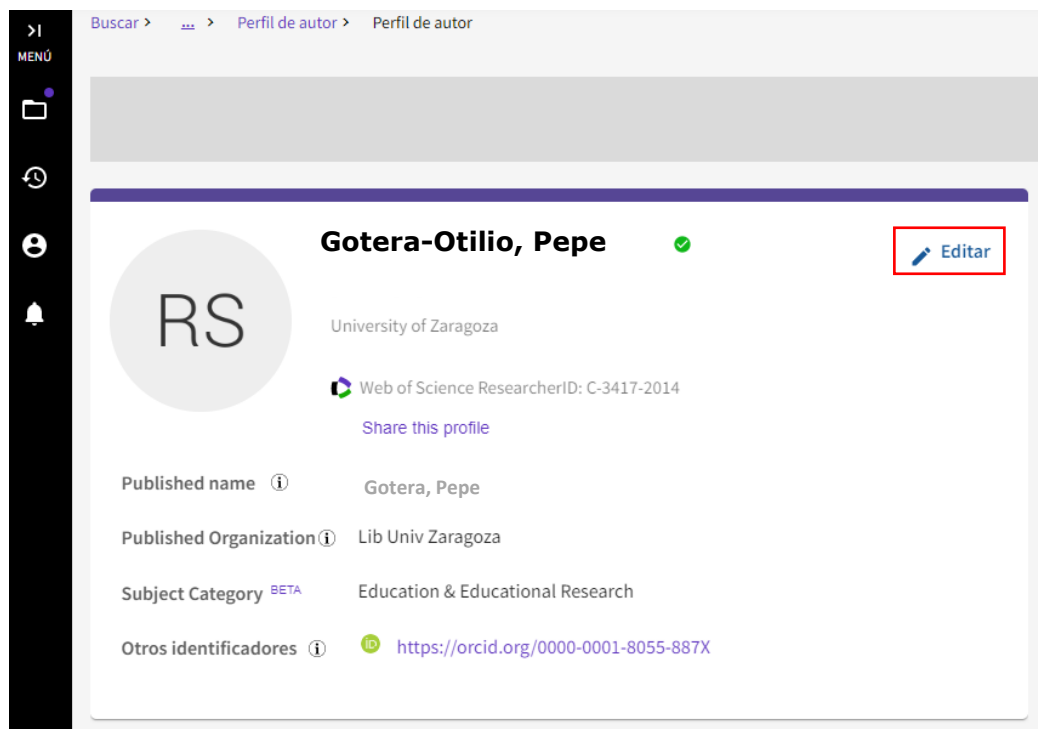 Buscar > ... > Perfil de autor > Perfil de autor
MENÚ
Gotera-Otilio, Pepe
Editar
RS
University of Zaragoza
Web of Science ResearcherID: C-3417-2014
Share this profile
Published name
Gotera, Pepe
Published Organization
Lib Univ Zaragoza
Subject Category BETA
Education & Educational Research
Otros identificadores
iD https://orcid.org/0000-0001-8055-887X